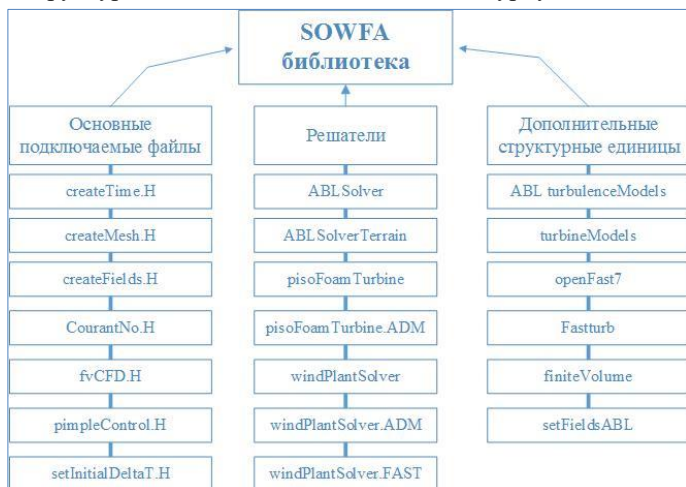 SOWFA
библиотека
Основные
подключаемые файлы
createTime.H
createMesh.H
createFields.H
CourantNo.H
fvCFD.H
pimpleControl.H
setInitialDeltaT.H
Решатели
ABLSolver
ABLSolverTerrain
pisoFoamTurbine
pisoFoamTurbine.ADM
windPlantSolver
windPlantSolver.ADM
windPlantSolver.FAST
Дополнительные
структурные единицы
ABL turbulenceModels
turbineModels
openFast7
Fastturb
finiteVolume
setFieldsABL